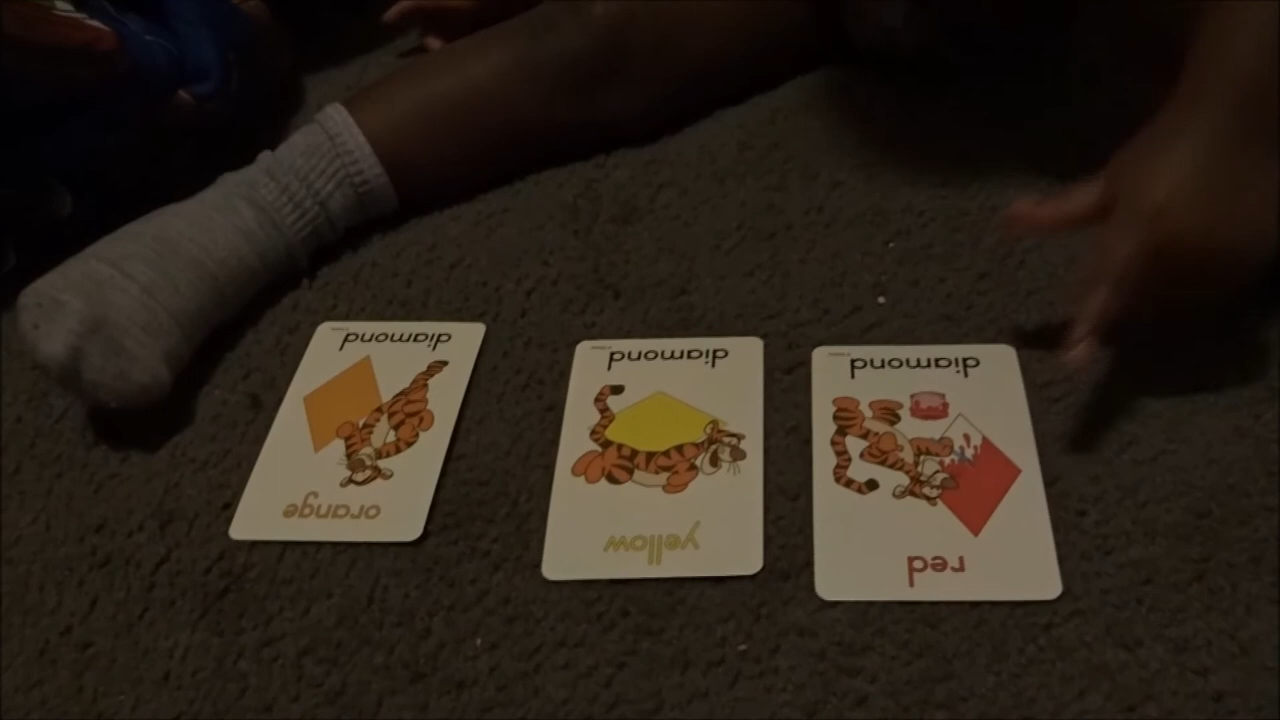 diamond
orange
diamond
yellow
diamond
red